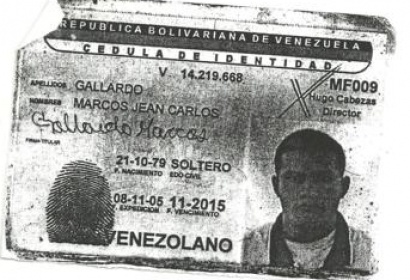 REPUBLICA BOLIVARIANA DE VENEZUELA
CEDULA DE IDENTIDAD
V 14.219.668
MF009
APELLIDOS GALLARDO
Hugo Cabezas
Director
NOMBRES MARCOS JEAN CARLOS
Gallardo Marcos
FIRMA TITULAR
21-10-79 SOLTERO
F. NACIMIENTO EDO CIVIL
08-11-05 11-2015
F. EXPEDICION F. VENCIMIENTO
VENEZOLANO